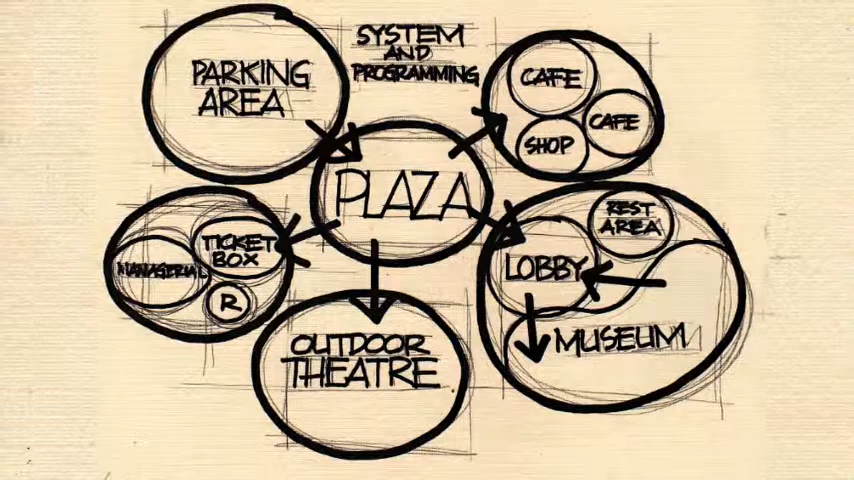 SYSTEM
AND
PROGRAMMING
PARKING
AREA
CAFE
CAFE
SHOP
PLAZA
REST
AREA
TICKET
BOX
MANAGERIAL
R
LOBBY
MUSEUM
OUTDOOR
THEATRE